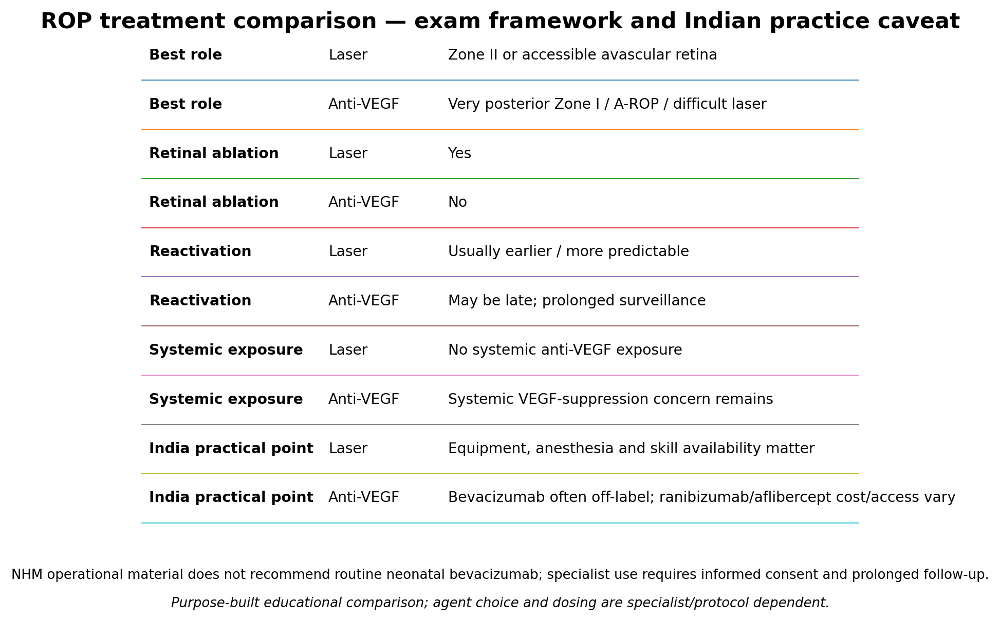 ROP treatment comparison — exam framework and Indian practice caveat
Best role Laser Zone II or accessible avascular retina
Best role Anti-VEGF Very posterior Zone I / A-ROP / difficult laser
Retinal ablation Laser Yes
Retinal ablation Anti-VEGF No
Reactivation Laser Usually earlier / more predictable
Reactivation Anti-VEGF May be late; prolonged surveillance
Systemic exposure Laser No systemic anti-VEGF exposure
Systemic exposure Anti-VEGF Systemic VEGF-suppression concern remains
India practical point Laser Equipment, anesthesia and skill availability matter
India practical point Anti-VEGF Bevacizumab often off-label; ranibizumab/aflibercept cost/access vary
NHM operational material does not recommend routine neonatal bevacizumab; specialist use requires informed consent and prolonged follow-up.
Purpose-built educational comparison; agent choice and dosing are specialist/protocol dependent.